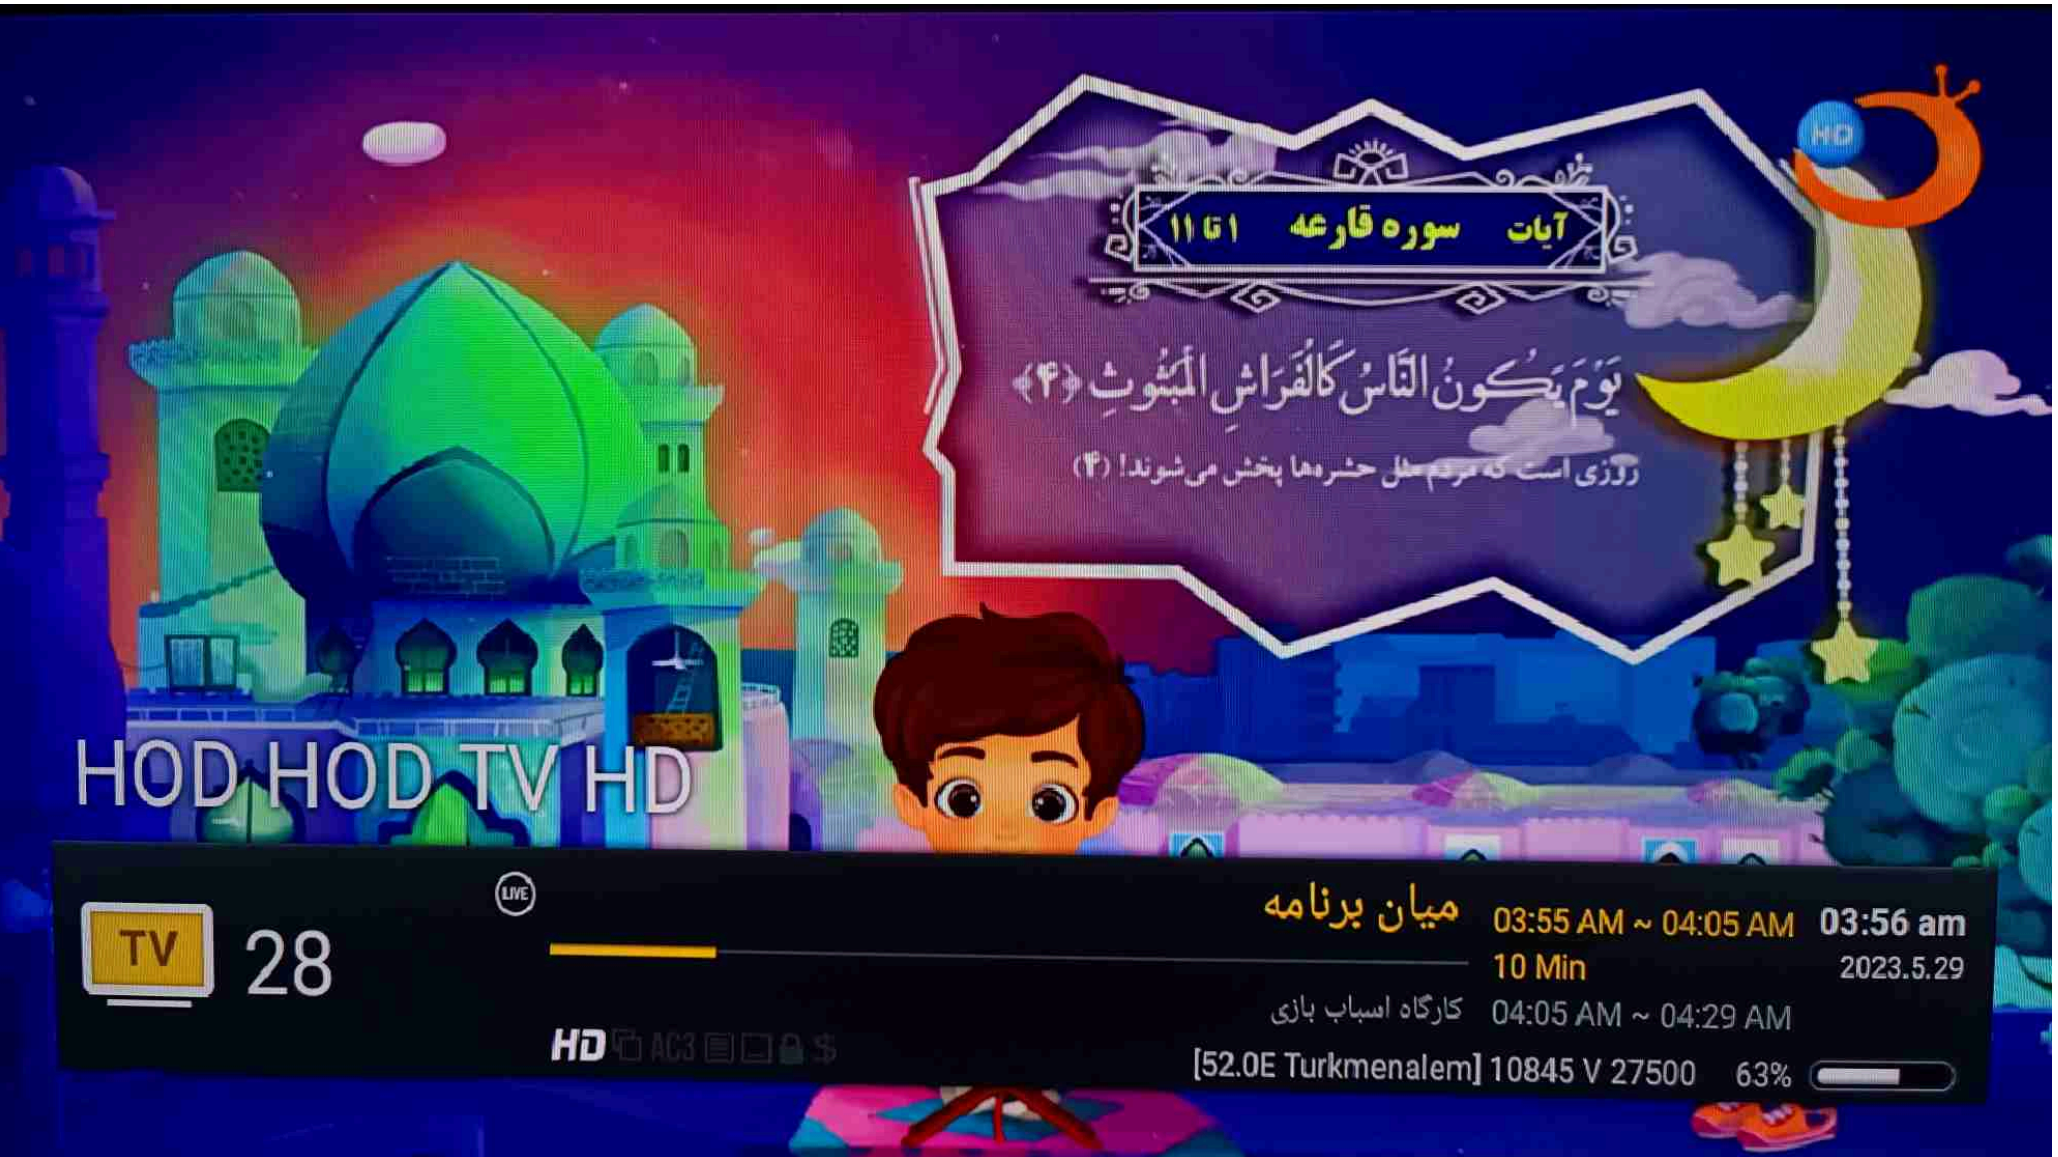 HD
آیات سوره قارعه ۱ تا ۱۱
يَوْمَ يَكُونُ النَّاسُ كَالْفَرَاشِ الْمَبْثُوثِ ﴿۴﴾
روزی است که مردم مثل حشره‌ها پخش می‌شوند! (۴)
HOD HOD TV HD
LIVE
میان برنامه 03:55 AM ~ 04:05 AM 03:56 am
TV 28
10 Min 2023.5.29
کارگاه اسباب بازی 04:05 AM ~ 04:29 AM
HD AC3 $
[52.0E Turkmenalem] 10845 V 27500 63%